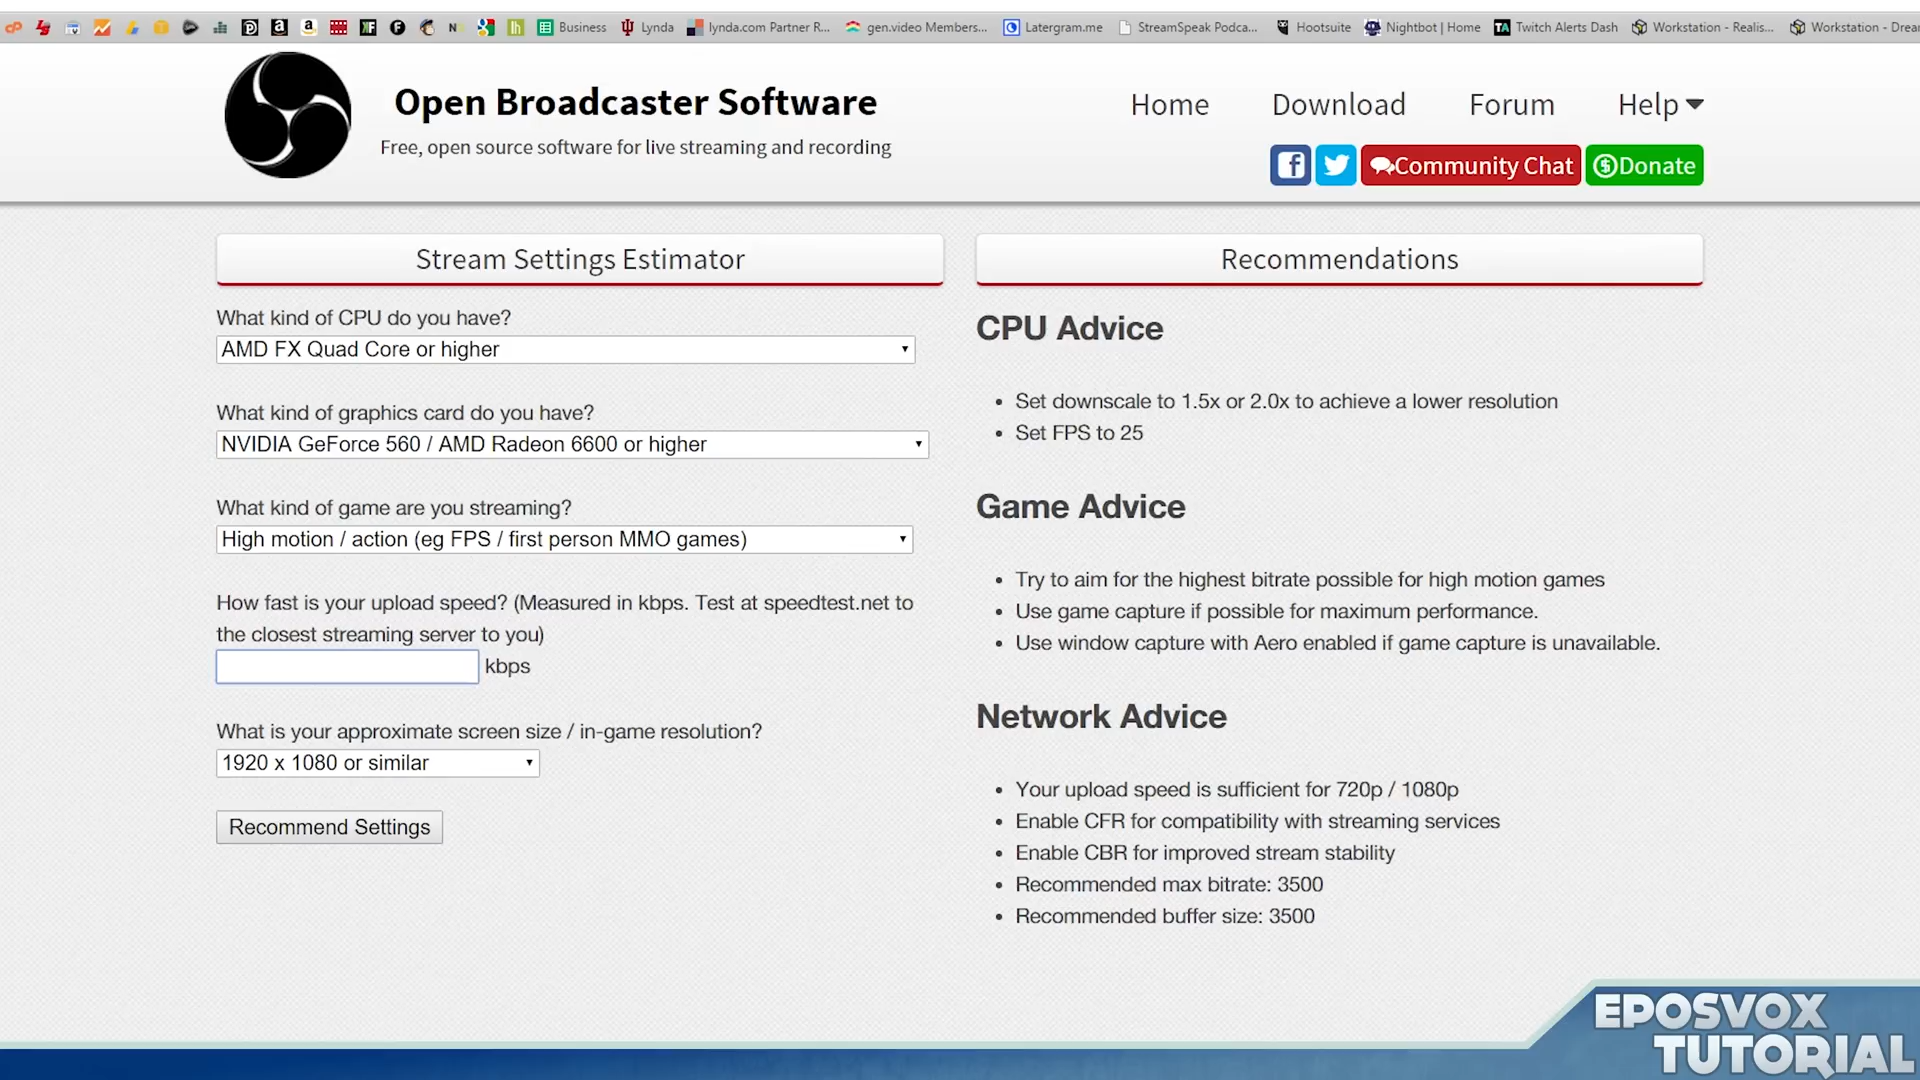 Business Lynda lynda.com Partner R... gen.video Members... Latergram.me StreamSpeak Podca... Hootsuite Nightbot | Home TA Twitch Alerts Dash Workstation - Realis... Workstation - Drea
Open Broadcaster Software
Free, open source software for live streaming and recording
Home Download Forum Help
Community Chat Donate
Stream Settings Estimator
What kind of CPU do you have?
AMD FX Quad Core or higher
What kind of graphics card do you have?
NVIDIA GeForce 560 / AMD Radeon 6600 or higher
What kind of game are you streaming?
High motion / action (eg FPS / first person MMO games)
How fast is your upload speed? (Measured in kbps. Test at speedtest.net to
the closest streaming server to you)
kbps
What is your approximate screen size / in-game resolution?
1920 x 1080 or similar
Recommend Settings
Recommendations
CPU Advice
Set downscale to 1.5x or 2.0x to achieve a lower resolution
Set FPS to 25
Game Advice
Try to aim for the highest bitrate possible for high motion games
Use game capture if possible for maximum performance.
Use window capture with Aero enabled if game capture is unavailable.
Network Advice
Your upload speed is sufficient for 720p / 1080p
Enable CFR for compatibility with streaming services
Enable CBR for improved stream stability
Recommended max bitrate: 3500
Recommended buffer size: 3500
EPOSVOX
TUTORIAL